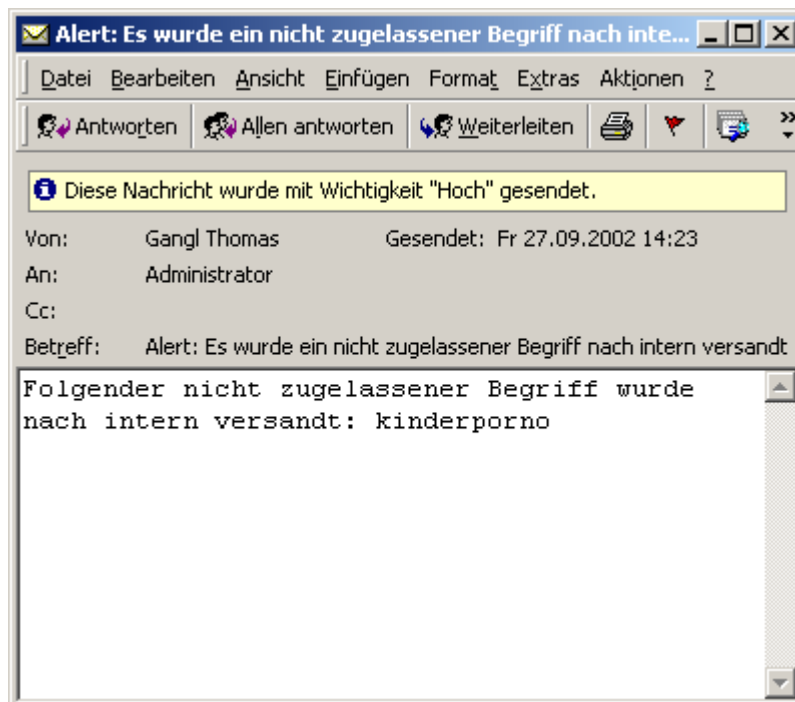 Alert: Es wurde ein nicht zugelassener Begriff nach inte...
Datei Bearbeiten Ansicht Einfügen Format Extras Aktionen ?
Antworten Allen antworten Weiterleiten
Diese Nachricht wurde mit Wichtigkeit "Hoch" gesendet.
Von: Gangl Thomas Gesendet: Fr 27.09.2002 14:23
An: Administrator
Cc:
Betreff: Alert: Es wurde ein nicht zugelassener Begriff nach intern versandt
Folgender nicht zugelassener Begriff wurde
nach intern versandt: kinderporno